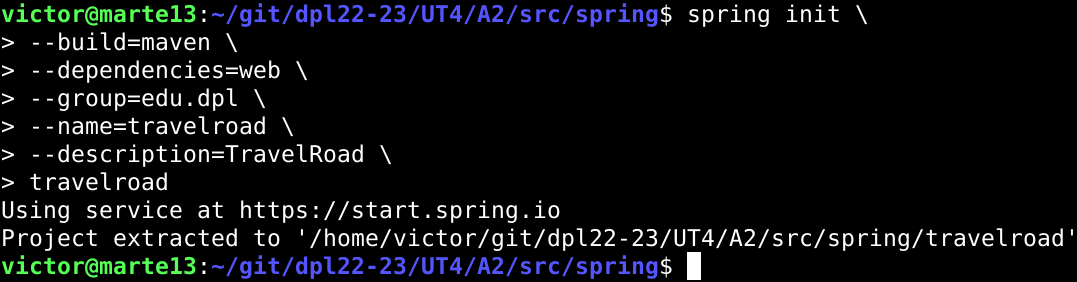 victor@marte13:~/git/dpl22-23/UT4/A2/src/spring$ spring init \
> --build=maven \
> --dependencies=web \
> --group=edu.dpl \
> --name=travelroad \
> --description=TravelRoad \
> travelroad
Using service at https://start.spring.io
Project extracted to '/home/victor/git/dpl22-23/UT4/A2/src/spring/travelroad'
victor@marte13:~/git/dpl22-23/UT4/A2/src/spring$